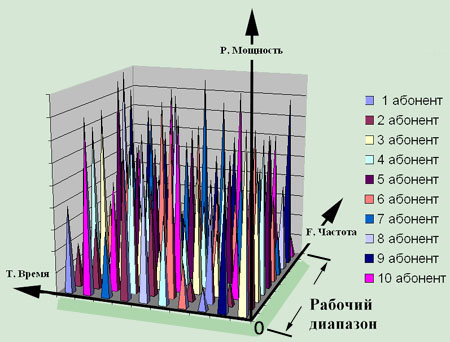 P. Мощность
1 абонент
2 абонент
3 абонент
4 абонент
5 абонент
6 абонент
7 абонент
8 абонент
9 абонент
10 абонент
F. Частота
T. Время
0
Рабочий
диапазон